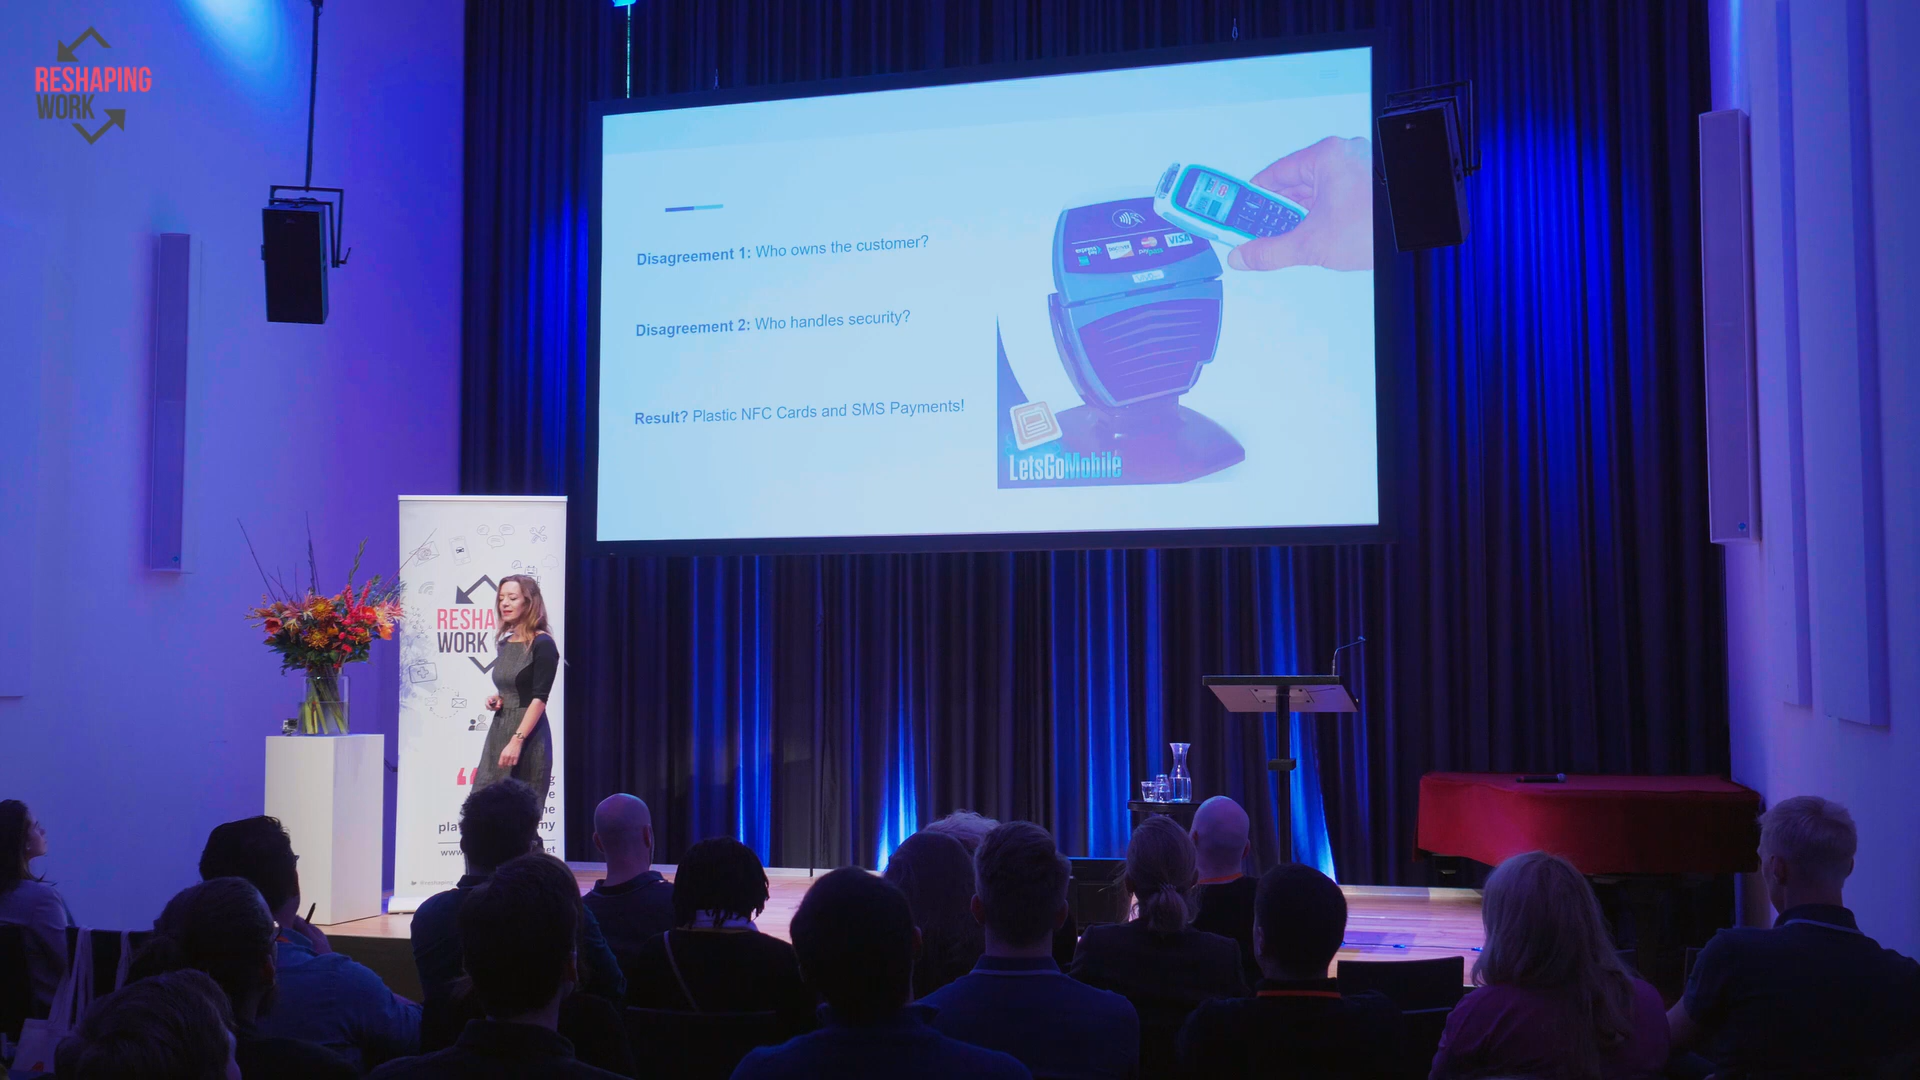 RESHAPING
WORK
Disagreement 1: Who owns the customer?
Disagreement 2: Who handles security?
Result? Plastic NFC Cards and SMS Payments!
VISA
LetsGoMobile
RESHA
WORK